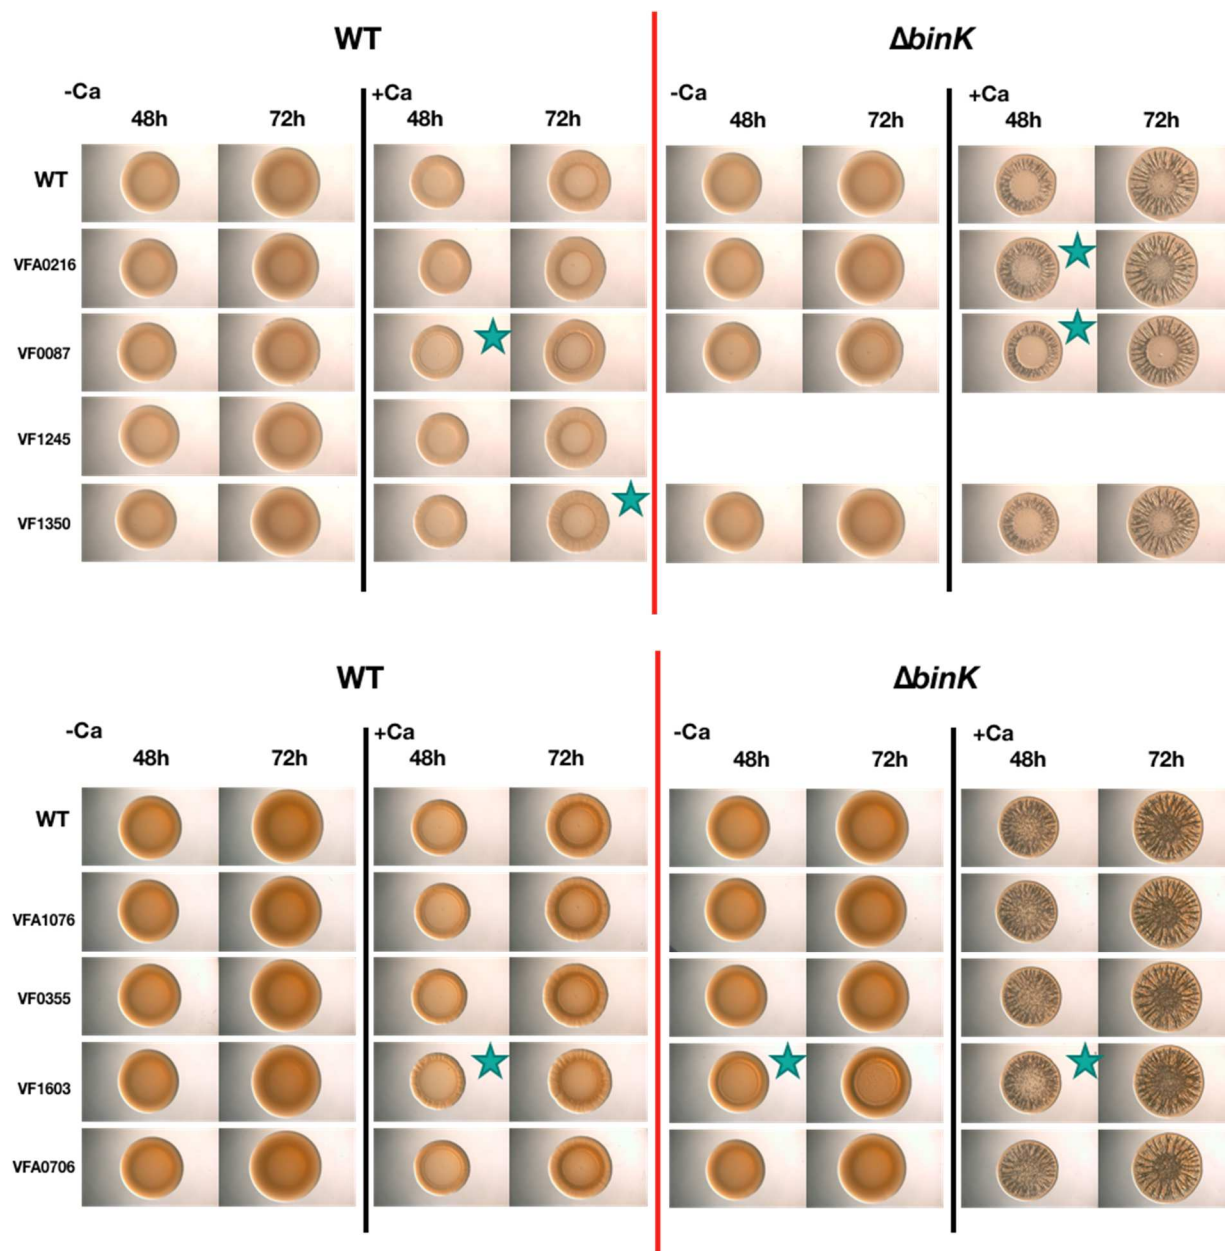 WT ΔbinK
-Ca +Ca -Ca +Ca
48h 72h 48h 72h 48h 72h 48h 72h
WT
VFA0216
VF0087
VF1245
VF1350
WT ΔbinK
-Ca +Ca -Ca +Ca
48h 72h 48h 72h 48h 72h 48h 72h
WT
VFA1076
VF0355
VF1603
VFA0706